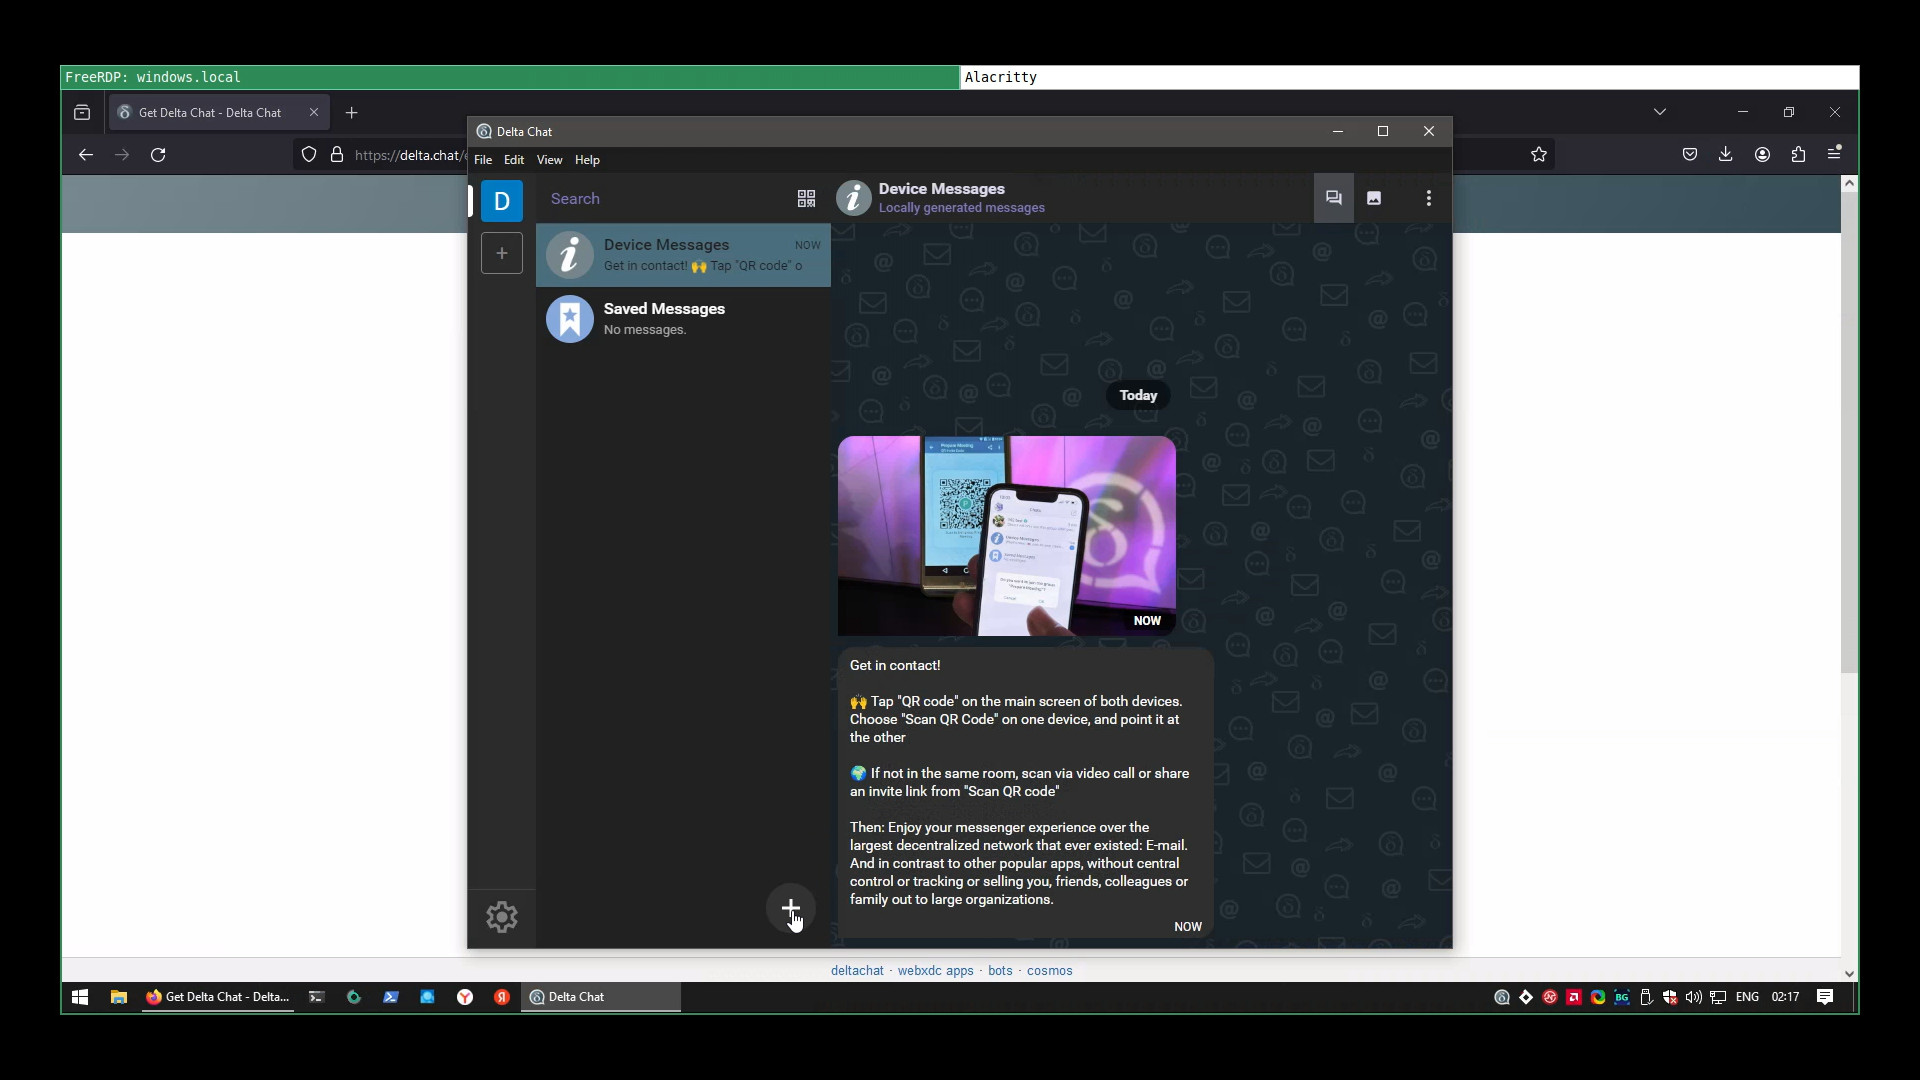 FreeRDP: windows.local
Alacritty
Get Delta Chat - Delta Chat
https://delta.chat/e
Delta Chat
File Edit View Help
D
Search
Device Messages
Locally generated messages
Device Messages NOW
Get in contact! 🙌 Tap "QR code" o
Saved Messages
No messages.
Today
NOW
Get in contact!
🙌 Tap "QR code" on the main screen of both devices.
Choose "Scan QR Code" on one device, and point it at
the other
🌍 If not in the same room, scan via video call or share
an invite link from "Scan QR code"
Then: Enjoy your messenger experience over the
largest decentralized network that ever existed: E-mail.
And in contrast to other popular apps, without central
control or tracking or selling you, friends, colleagues or
family out to large organizations.
NOW
deltachat · webxdc apps · bots · cosmos
Get Delta Chat - Delta...
Delta Chat
BG
ENG
02:17